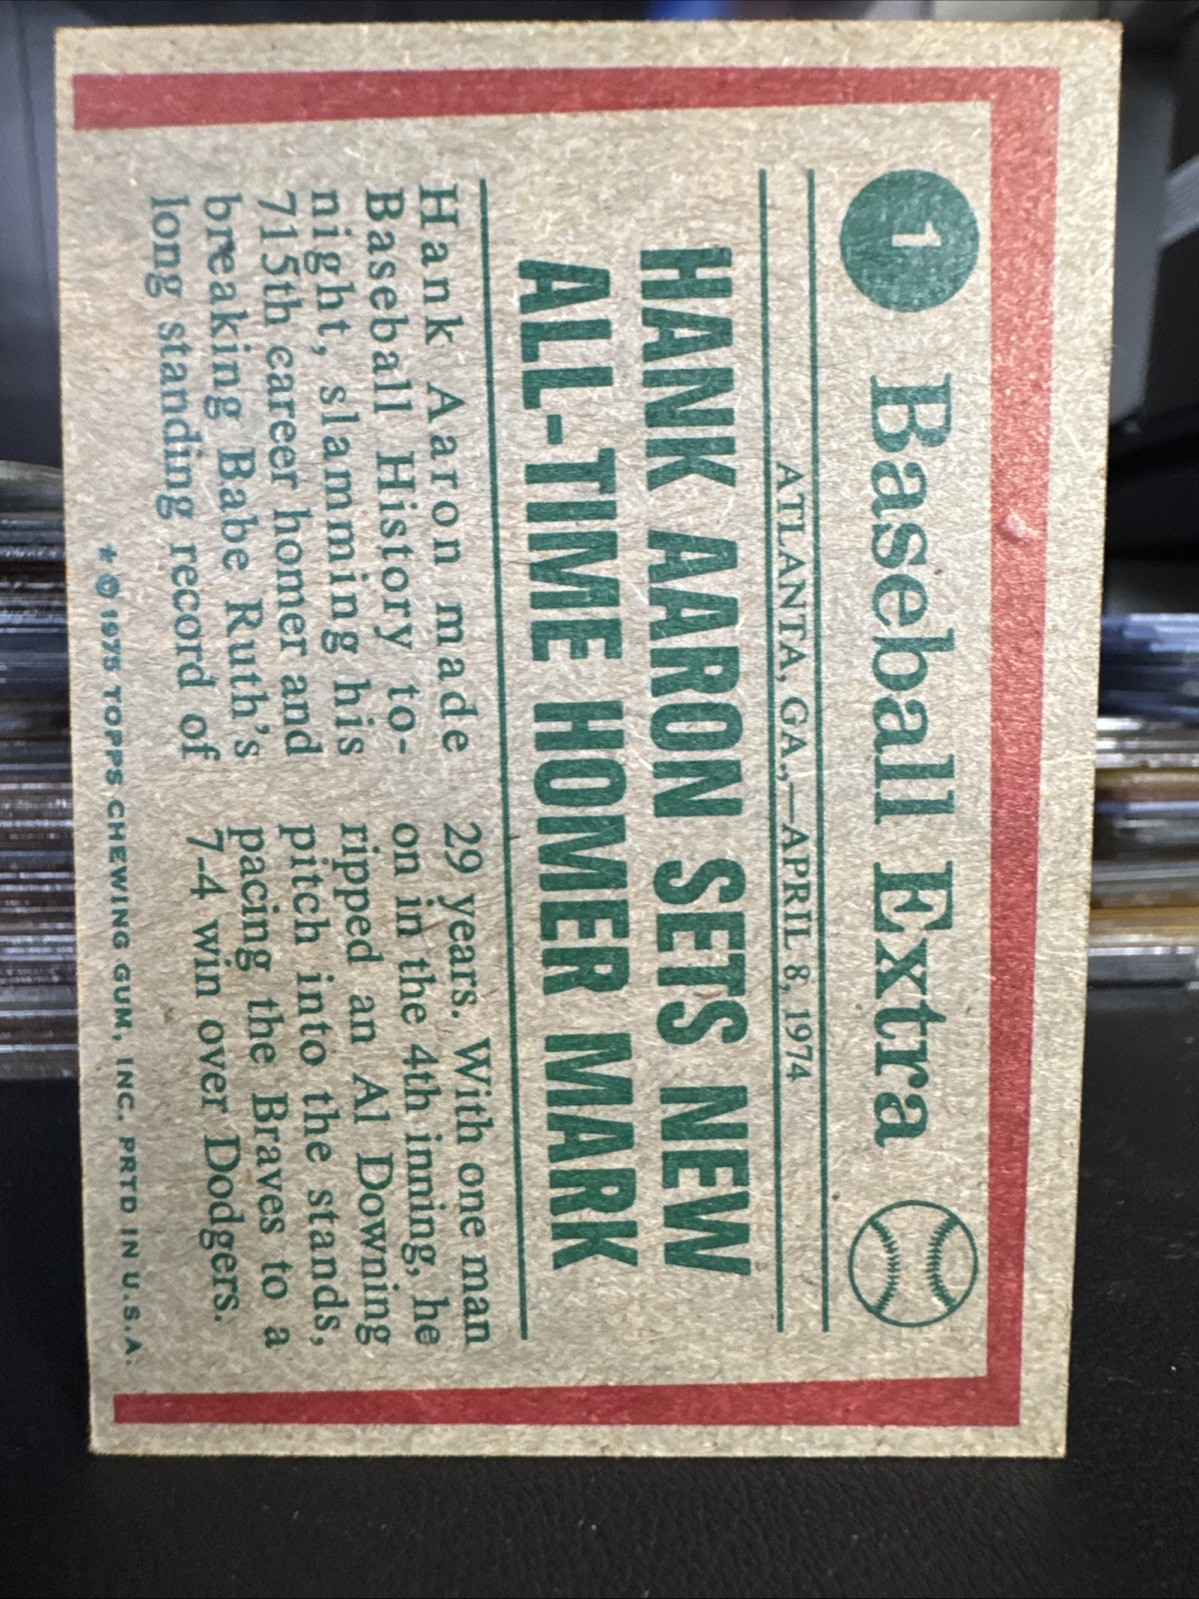 1 Baseball Extra
ATLANTA, GA.,—APRIL 8, 1974
HANK AARON SETS NEW
ALL-TIME HOMER MARK
Hank Aaron made
Baseball History to-
night, slamming his
715th career homer and
breaking Babe Ruth's
long standing record of
29 years. With one man
on in the 4th inning, he
ripped an Al Downing
pitch into the stands,
pacing the Braves to a
7-4 win over Dodgers.
* © 1975 TOPPS CHEWING GUM, INC. PRTD IN U.S.A.